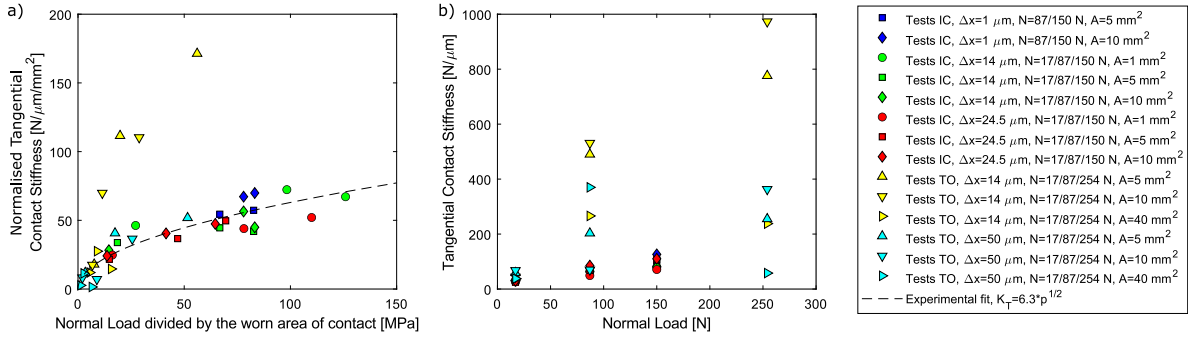 a)
200
150
100
50
0
0
50
100
150
Normalised Tangential
Contact Stiffness [N/μm/mm²]
Normal Load divided by the worn area of contact [MPa]
b)
1000
800
600
400
200
0
0
50
100
150
200
250
300
Tangential Contact Stiffness [N/μm]
Normal Load [N]
Tests IC, Δx=1 μm, N=87/150 N, A=5 mm²
Tests IC, Δx=1 μm, N=87/150 N, A=10 mm²
Tests IC, Δx=14 μm, N=17/87/150 N, A=1 mm²
Tests IC, Δx=14 μm, N=17/87/150 N, A=5 mm²
Tests IC, Δx=14 μm, N=17/87/150 N, A=10 mm²
Tests IC, Δx=24.5 μm, N=17/87/150 N, A=1 mm²
Tests IC, Δx=24.5 μm, N=17/87/150 N, A=5 mm²
Tests IC, Δx=24.5 μm, N=17/87/150 N, A=10 mm²
Tests TO, Δx=14 μm, N=17/87/254 N, A=5 mm²
Tests TO, Δx=14 μm, N=17/87/254 N, A=10 mm²
Tests TO, Δx=14 μm, N=17/87/254 N, A=40 mm²
Tests TO, Δx=50 μm, N=17/87/254 N, A=5 mm²
Tests TO, Δx=50 μm, N=17/87/254 N, A=10 mm²
Tests TO, Δx=50 μm, N=17/87/254 N, A=40 mm²
Experimental fit, K_T=6.3*p^1/2